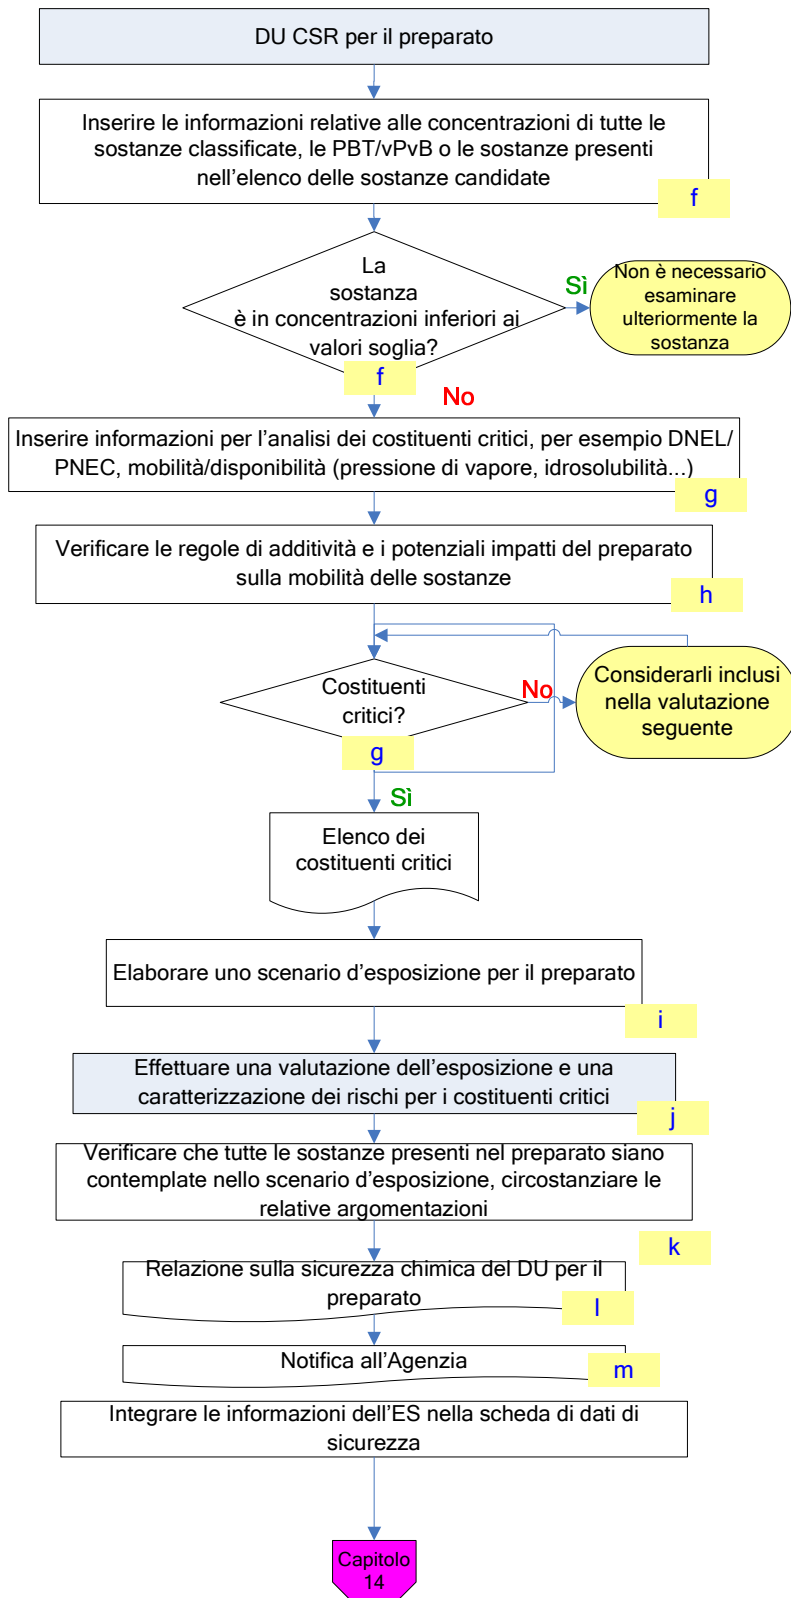 DU CSR per il preparato
Inserire le informazioni relative alle concentrazioni di tutte le
sostanze classificate, le PBT/vPvB o le sostanze presenti
nell'elenco delle sostanze candidate
f
La
sostanza
è in concentrazioni inferiori ai
valori soglia?
f
Sì
Non è necessario
esaminare
ulteriormente la
sostanza
No
Inserire informazioni per l'analisi dei costituenti critici, per esempio DNEL/
PNEC, mobilità/disponibilità (pressione di vapore, idrosolubilità...)
g
Verificare le regole di additività e i potenziali impatti del preparato
sulla mobilità delle sostanze
h
Costituenti
critici?
g
No
Considerarli inclusi
nella valutazione
seguente
Sì
Elenco dei
costituenti critici
Elaborare uno scenario d'esposizione per il preparato
i
Effettuare una valutazione dell'esposizione e una
caratterizzazione dei rischi per i costituenti critici
j
Verificare che tutte le sostanze presenti nel preparato siano
contemplate nello scenario d'esposizione, circostanziare le
relative argomentazioni
k
Relazione sulla sicurezza chimica del DU per il
preparato
l
Notifica all'Agenzia
m
Integrare le informazioni dell'ES nella scheda di dati di
sicurezza
Capitolo
14